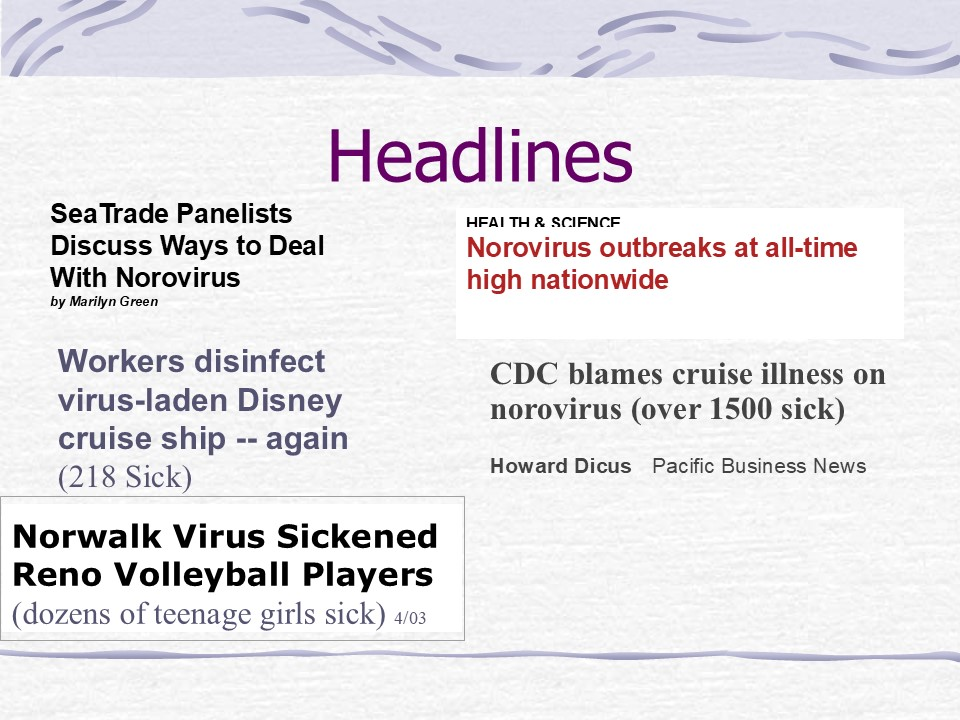 Headlines
SeaTrade Panelists
Discuss Ways to Deal
With Norovirus
by Marilyn Green
HEALTH & SCIENCE
Norovirus outbreaks at all-time
high nationwide
Workers disinfect
virus-laden Disney
cruise ship -- again
(218 Sick)
CDC blames cruise illness on
norovirus (over 1500 sick)
Howard Dicus Pacific Business News
Norwalk Virus Sickened
Reno Volleyball Players
(dozens of teenage girls sick) 4/03